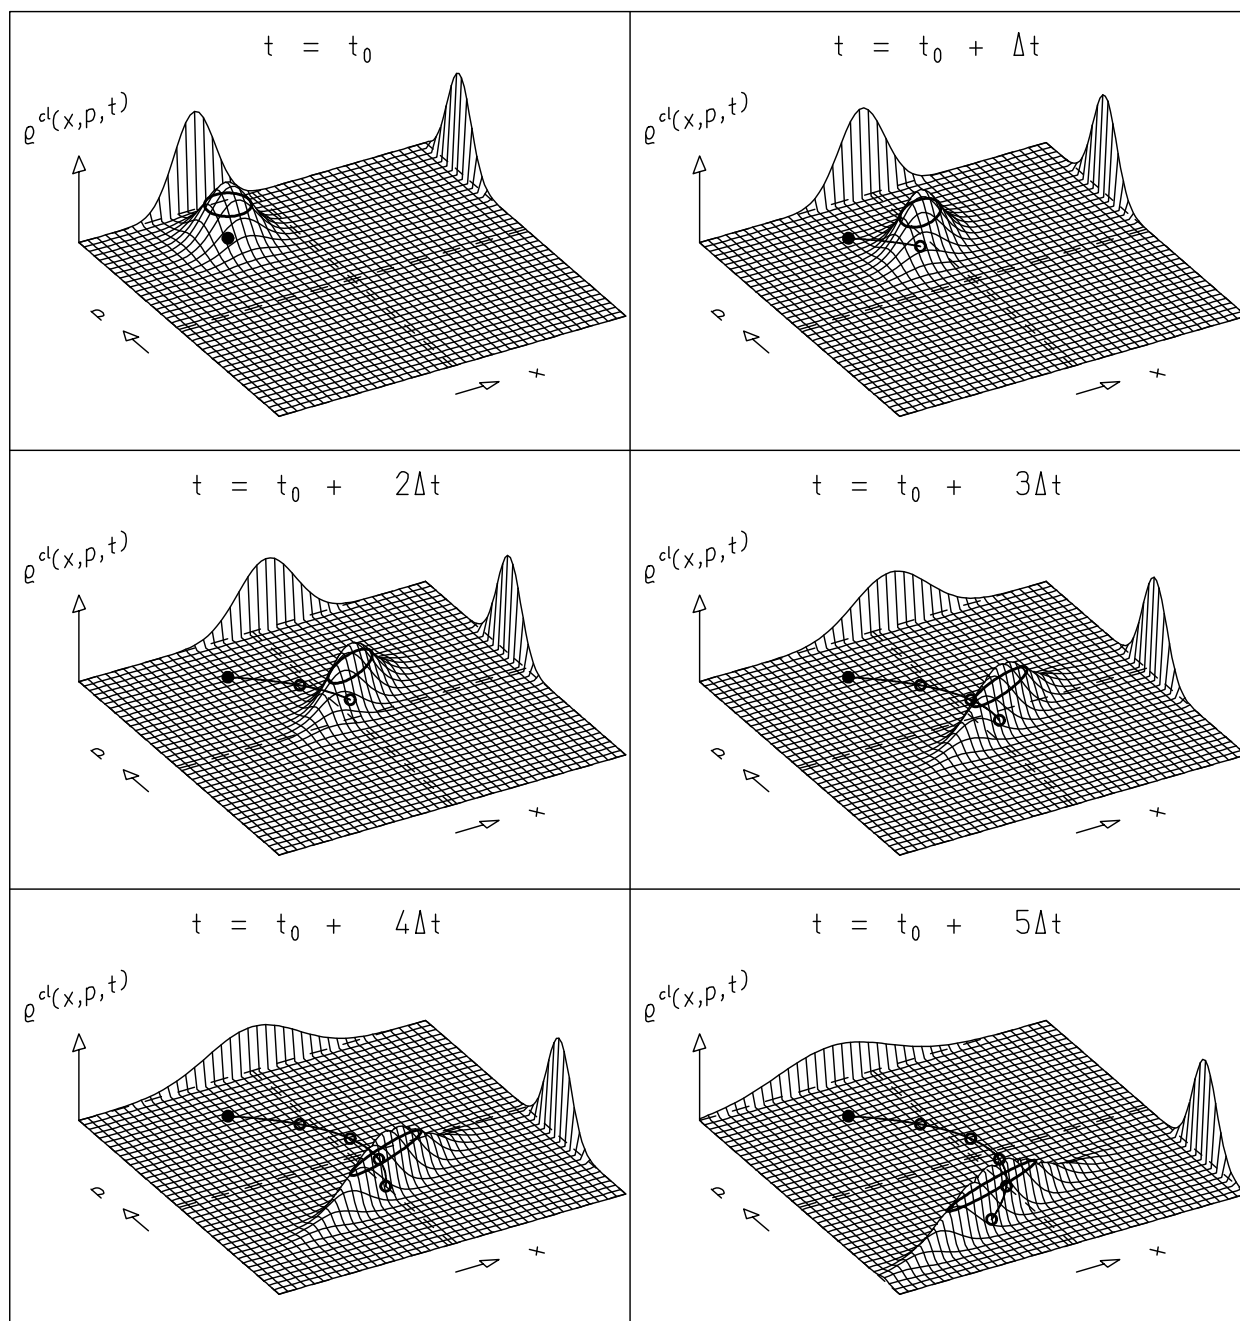 t = t₀
ϱᶜˡ(x,p,t)
p
x
t = t₀ + Δt
ϱᶜˡ(x,p,t)
p
x
t = t₀ + 2Δt
ϱᶜˡ(x,p,t)
p
x
t = t₀ + 3Δt
ϱᶜˡ(x,p,t)
p
x
t = t₀ + 4Δt
ϱᶜˡ(x,p,t)
p
x
t = t₀ + 5Δt
ϱᶜˡ(x,p,t)
p
x